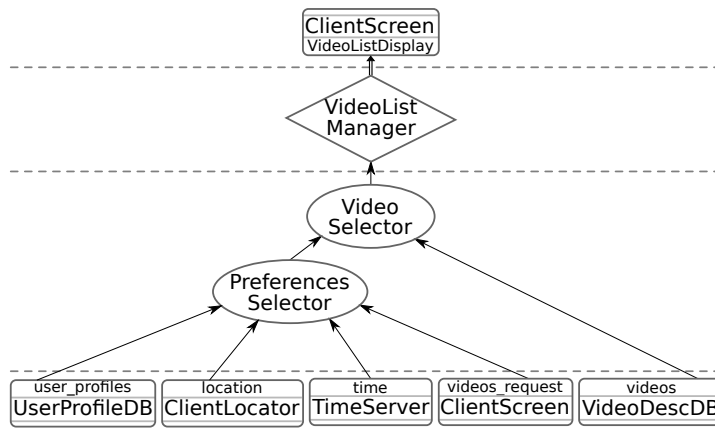 ClientScreen
VideoListDisplay
VideoList
Manager
Video
Selector
Preferences
Selector
user_profiles
UserProfileDB
location
ClientLocator
time
TimeServer
videos_request
ClientScreen
videos
VideoDescDB